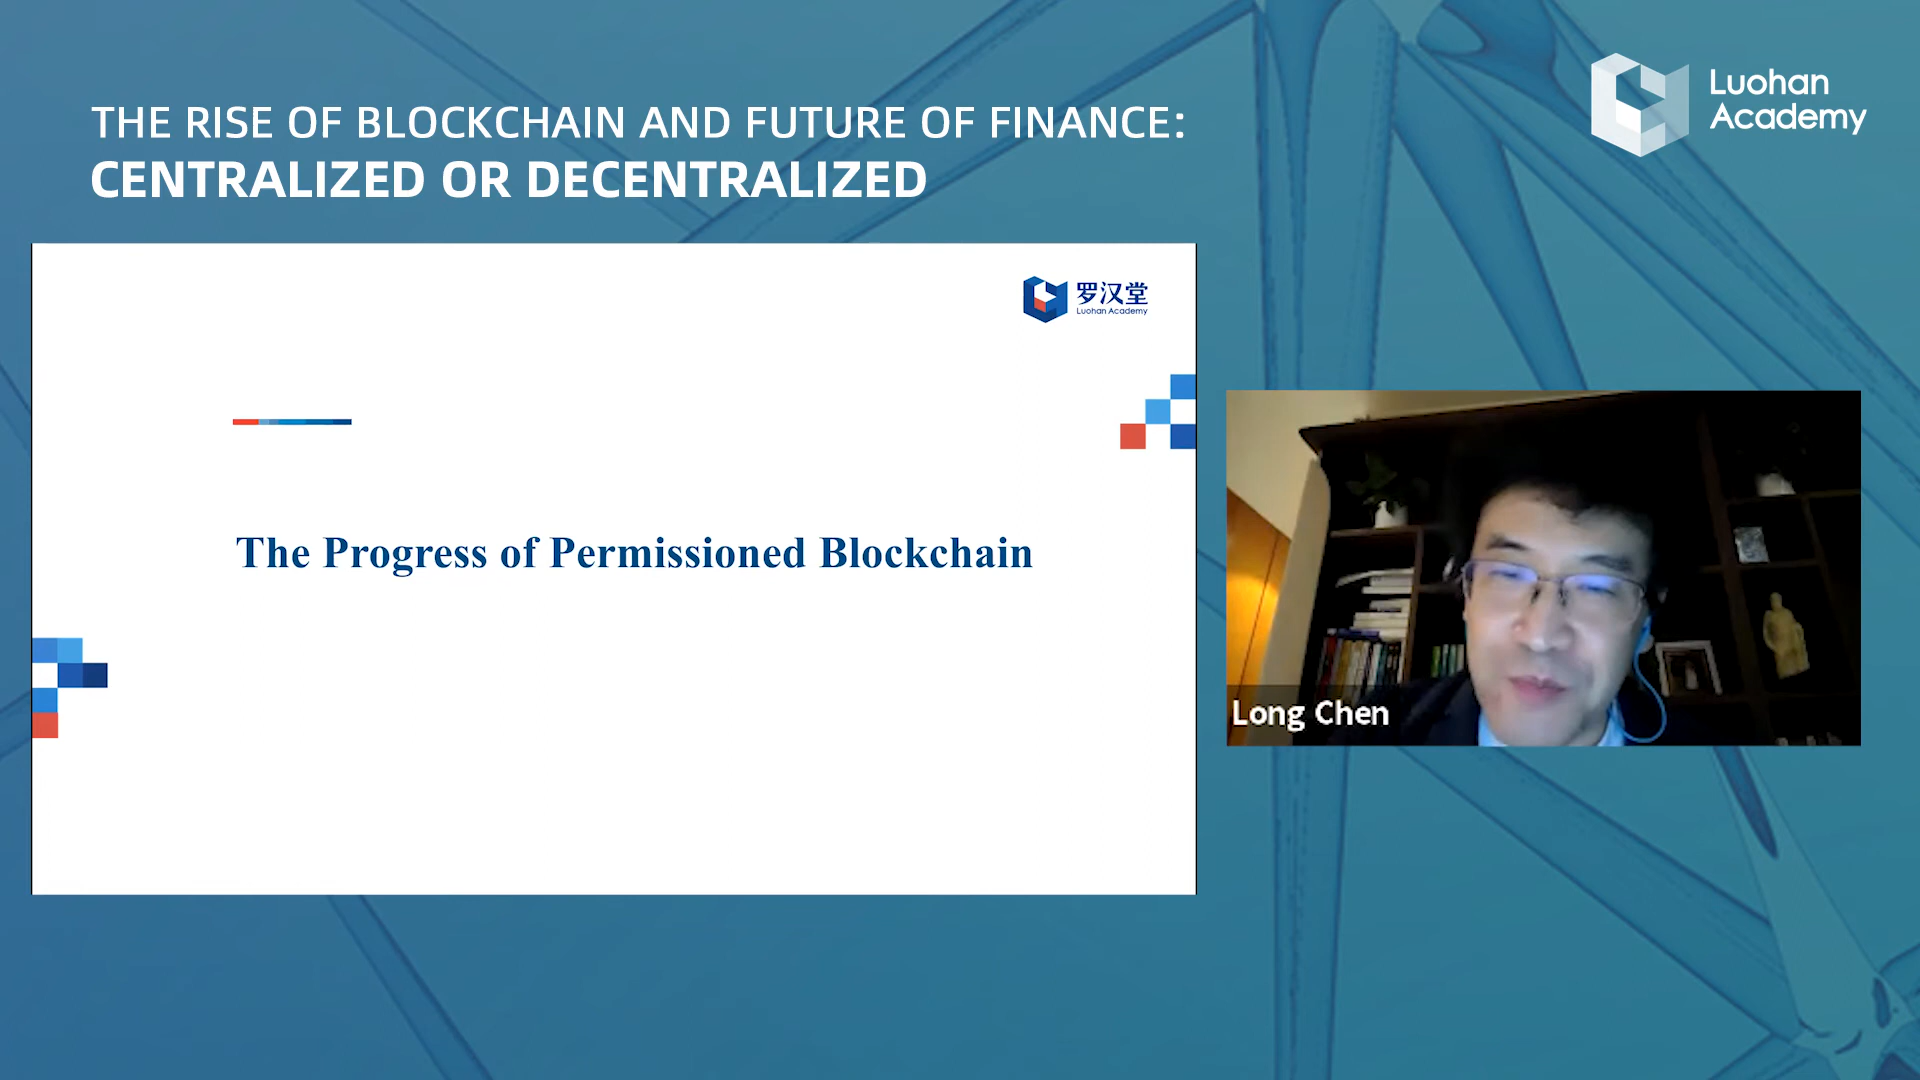 THE RISE OF BLOCKCHAIN AND FUTURE OF FINANCE:
CENTRALIZED OR DECENTRALIZED
Luohan
Academy
罗汉堂
Luohan Academy
The Progress of Permissioned Blockchain
Long Chen